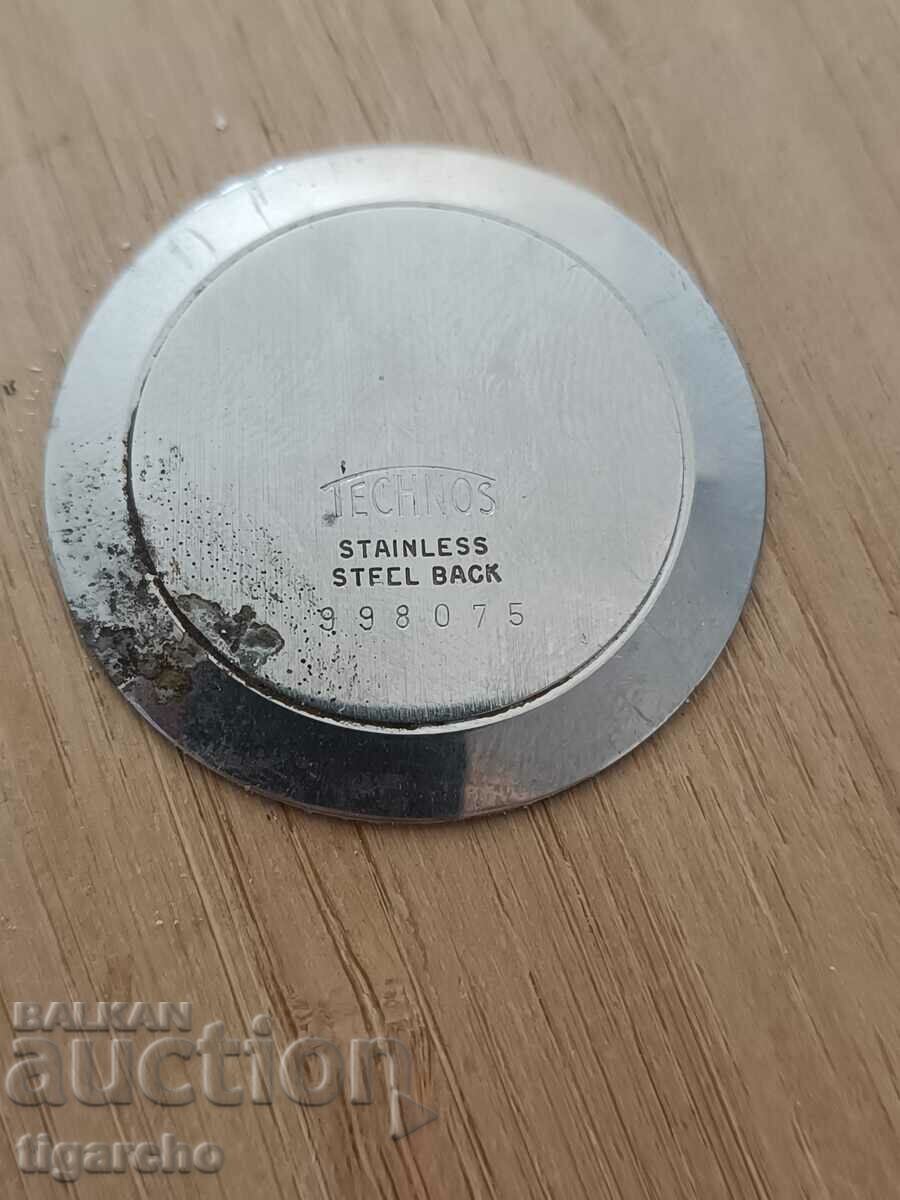 TECHNOS
STAINLESS
STEEL BACK
998075
BALKAN
auction
tigarcho